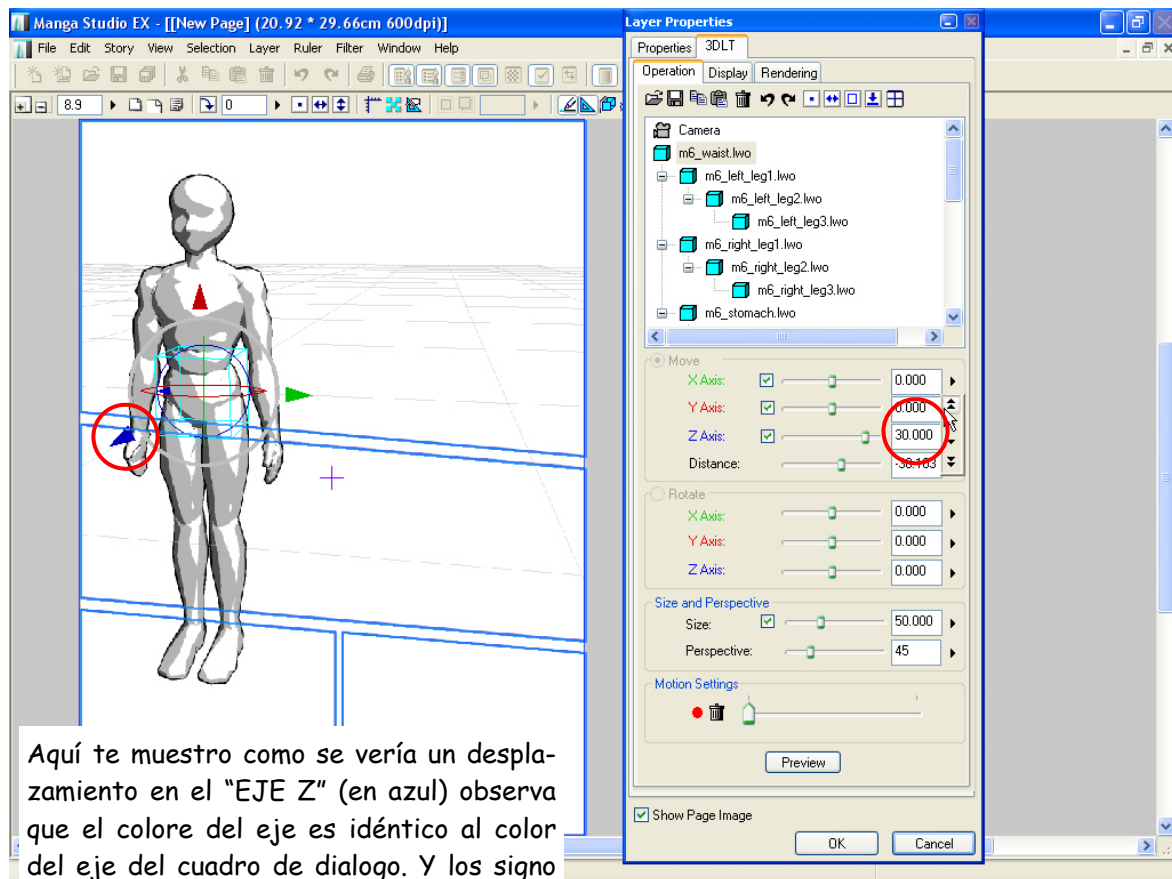 Manga Studio EX - [[New Page] (20.92 * 29.66cm 600dpi)]
File Edit Story View Selection Layer Ruler Filter Window Help
8.9
0
Layer Properties
Properties 3DLT
Operation Display Rendering
Camera
m6_waist.lwo
m6_left_leg1.lwo
m6_left_leg2.lwo
m6_left_leg3.lwo
m6_right_leg1.lwo
m6_right_leg2.lwo
m6_right_leg3.lwo
m6_stomach.lwo
Move
X Axis: 0.000
Y Axis: 0.000
Z Axis: 30.000
Distance:
Rotate
X Axis: 0.000
Y Axis: 0.000
Z Axis: 0.000
Size and Perspective
Size: 50.000
Perspective: 45
Motion Settings
Preview
Show Page Image
OK Cancel
Aquí te muestro como se vería un despla-
zamiento en el “EJE Z” (en azul) observa
que el colore del eje es idéntico al color
del eje del cuadro de dialogo. Y los signo